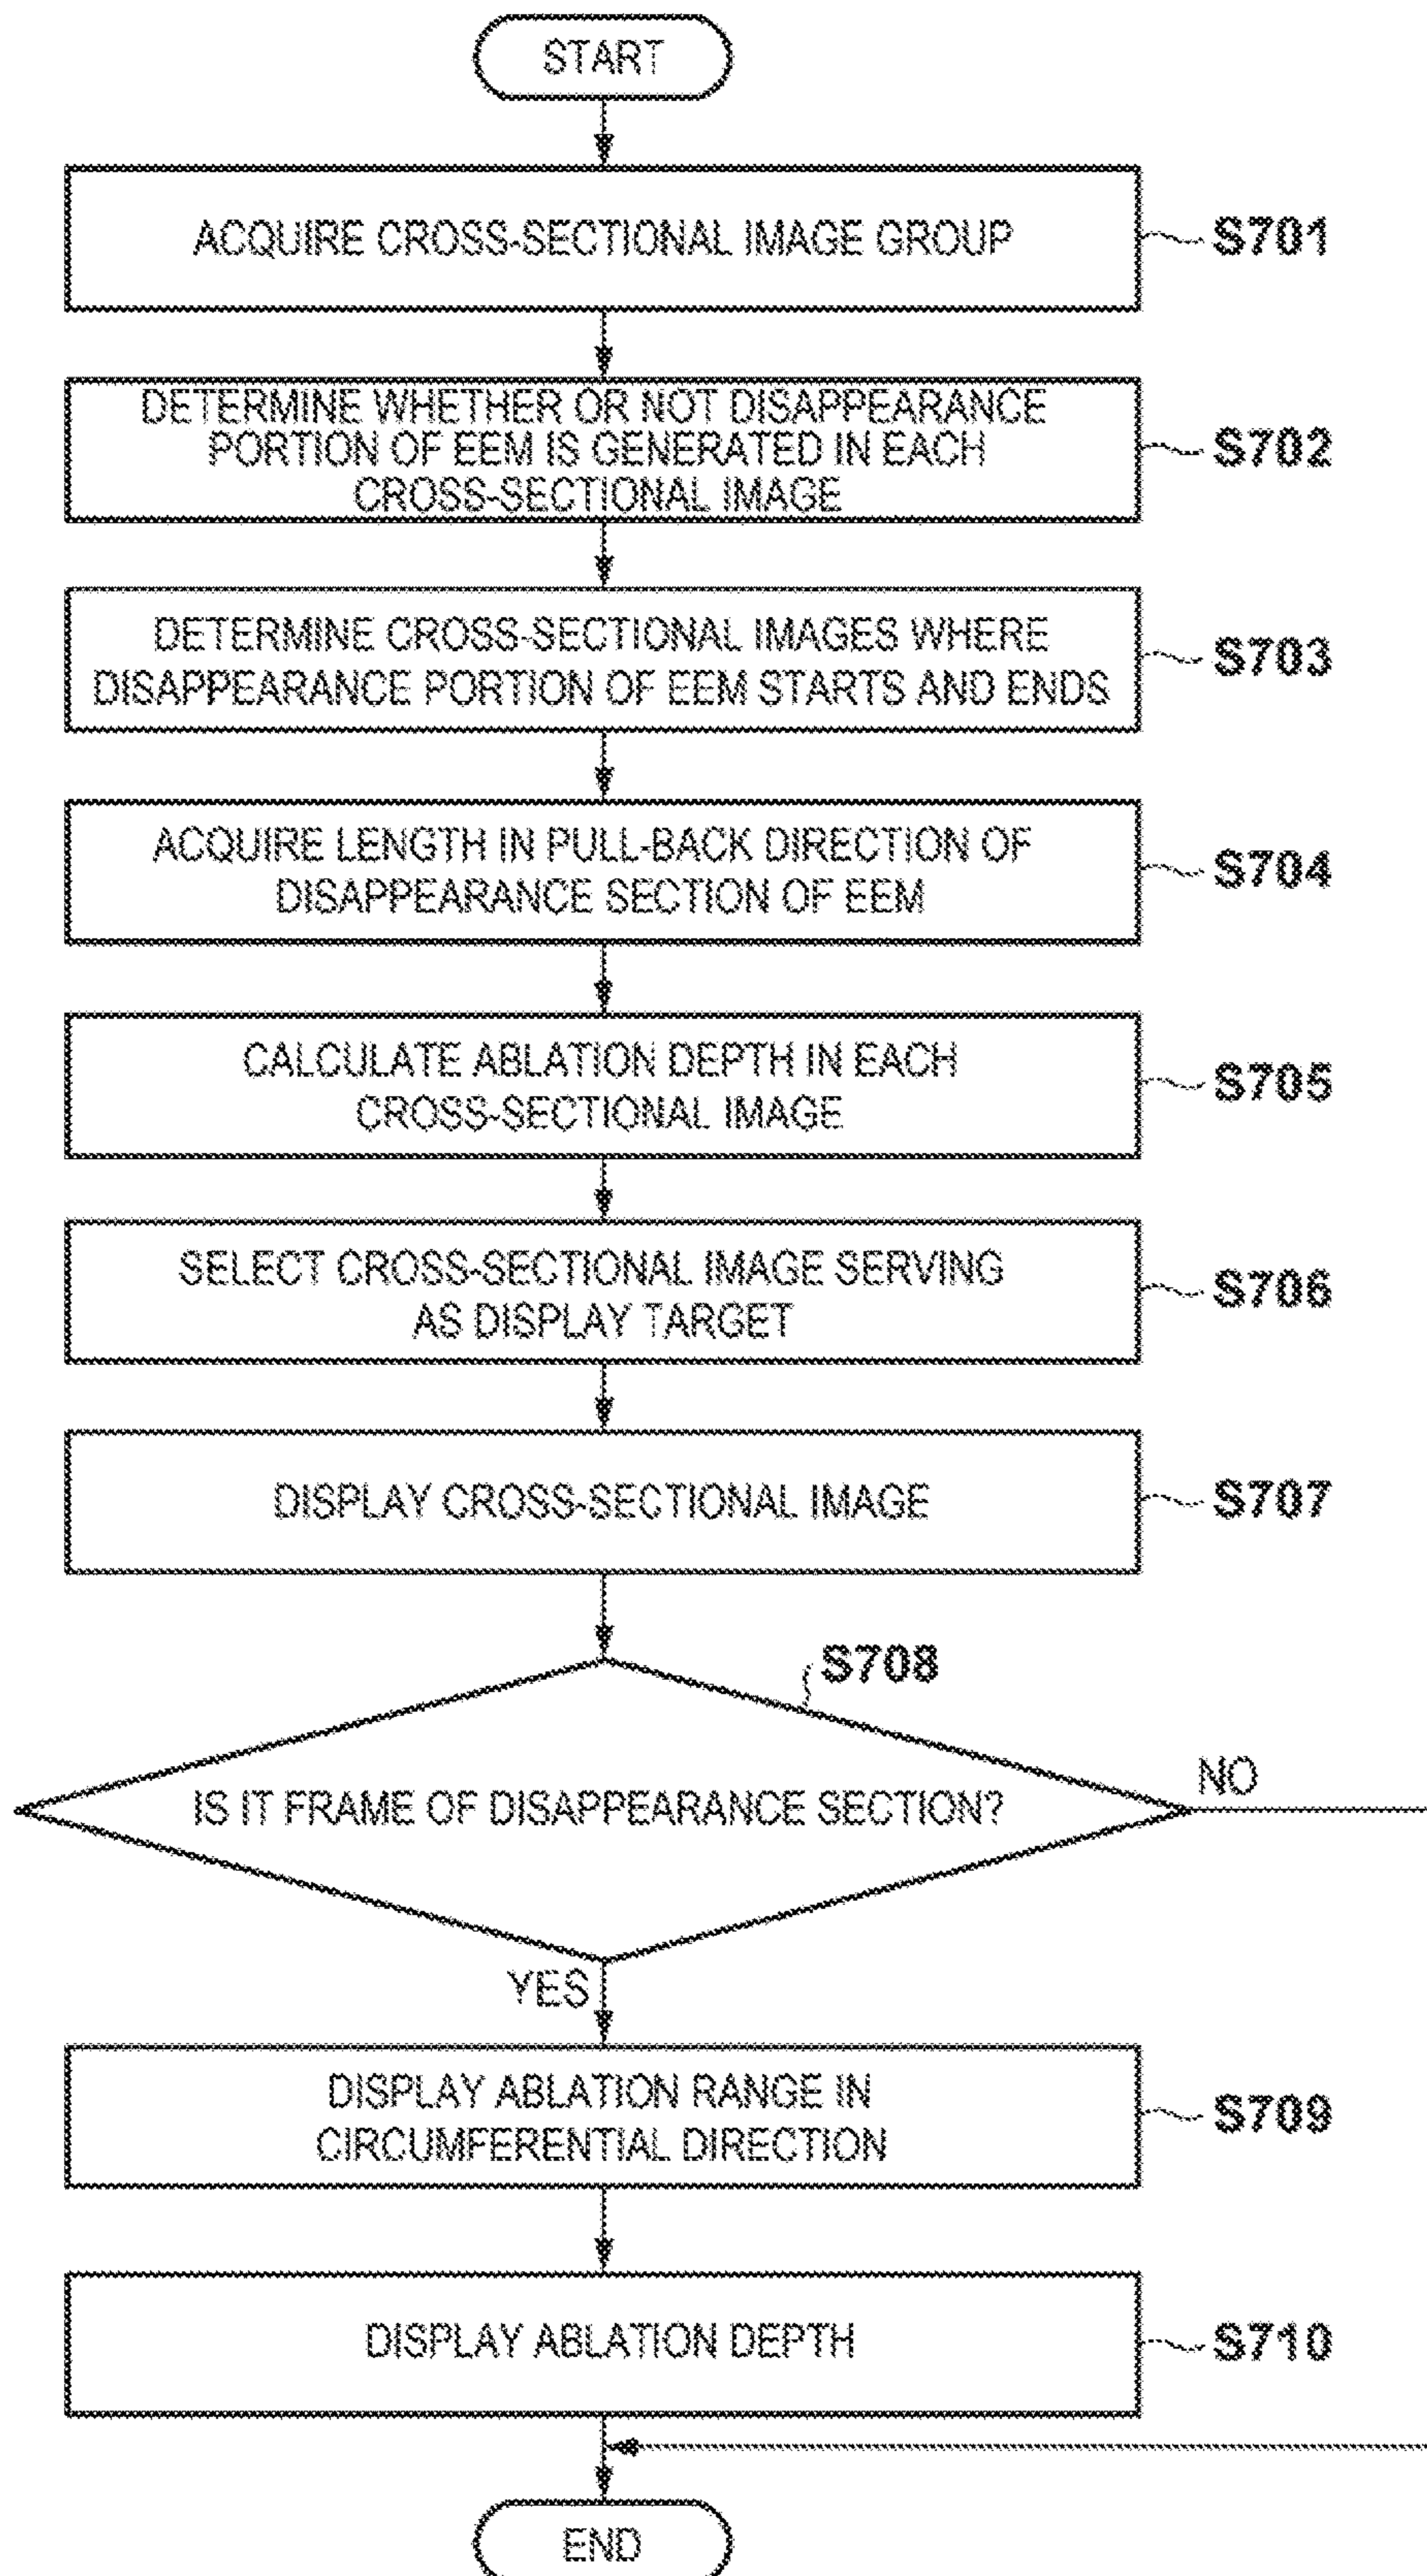 START
ACQUIRE CROSS-SECTIONAL IMAGE GROUP
S701
DETERMINE WHETHER OR NOT DISAPPEARANCE
PORTION OF EEM IS GENERATED IN EACH
CROSS-SECTIONAL IMAGE
S702
DETERMINE CROSS-SECTIONAL IMAGES WHERE
DISAPPEARANCE PORTION OF EEM STARTS AND ENDS
S703
ACQUIRE LENGTH IN PULL-BACK DIRECTION OF
DISAPPEARANCE SECTION OF EEM
S704
CALCULATE ABLATION DEPTH IN EACH
CROSS-SECTIONAL IMAGE
S705
SELECT CROSS-SECTIONAL IMAGE SERVING
AS DISPLAY TARGET
S706
DISPLAY CROSS-SECTIONAL IMAGE
S707
S708
IS IT FRAME OF DISAPPEARANCE SECTION?
NO
YES
DISPLAY ABLATION RANGE IN
CIRCUMFERENTIAL DIRECTION
S709
DISPLAY ABLATION DEPTH
S710
END